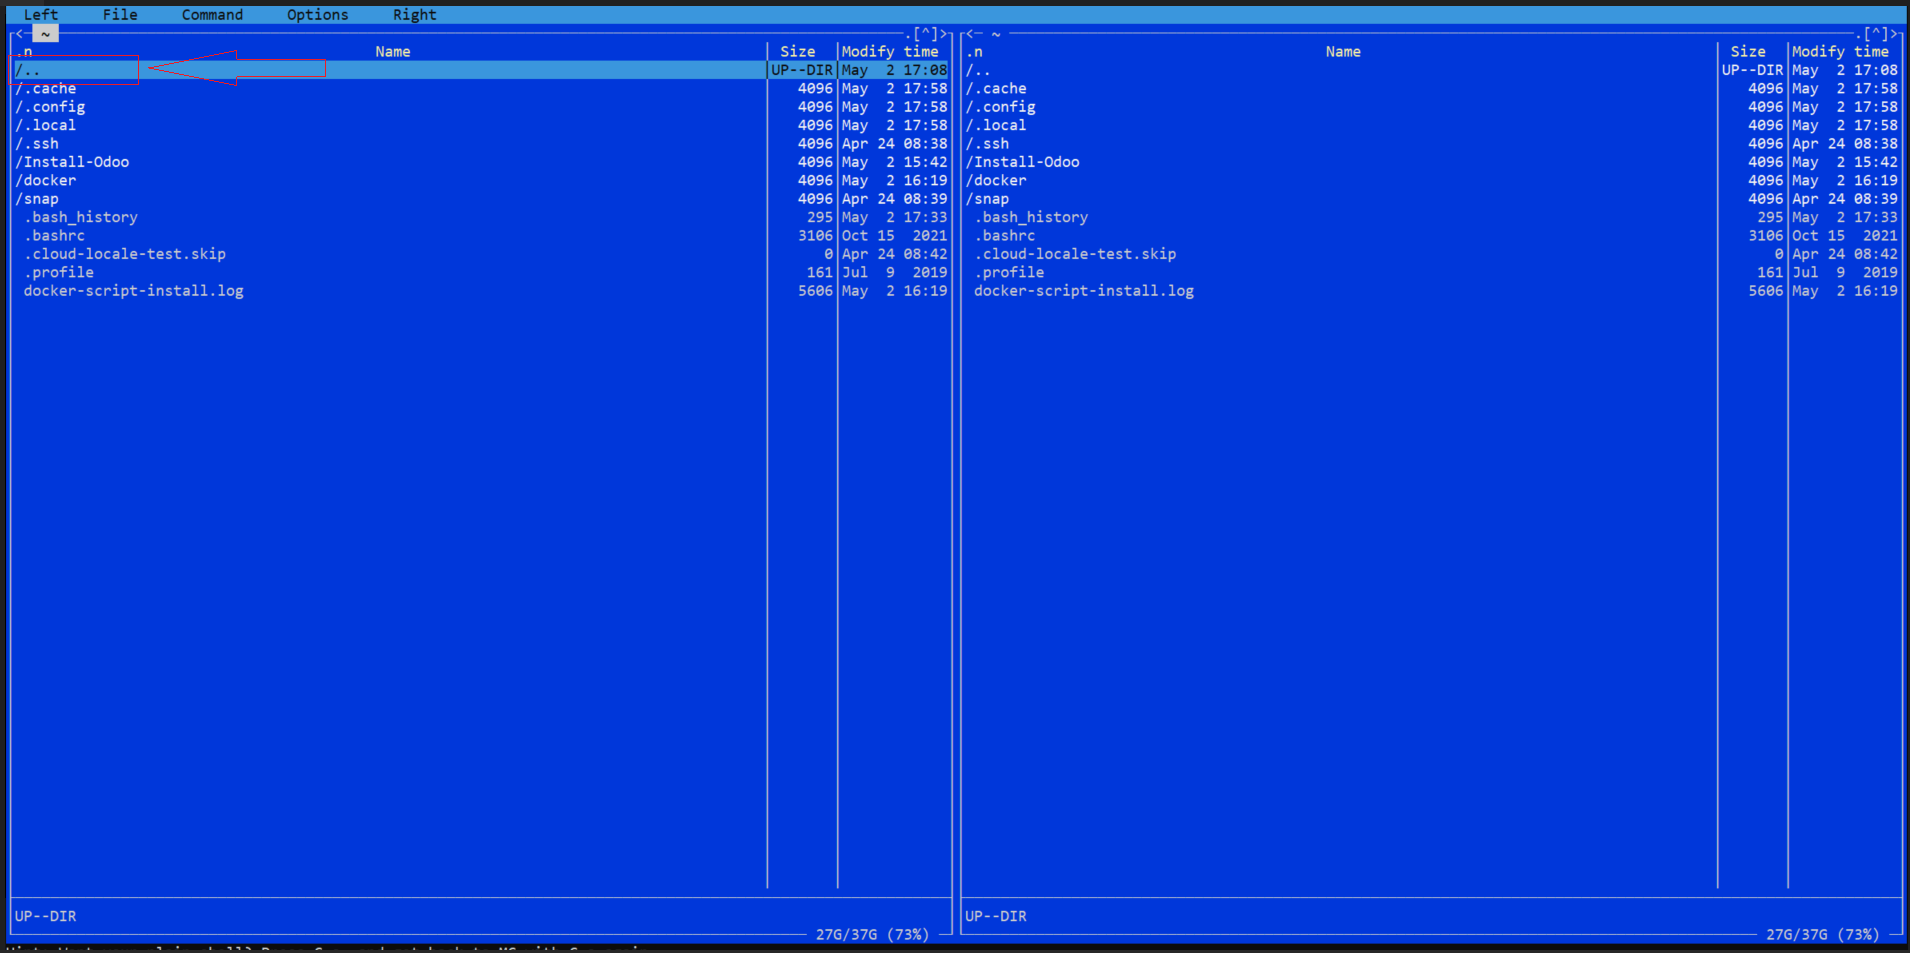 Left File Command Options Right
<- ~ .[^]>
.n Name Size Modify time
/.. UP--DIR May 2 17:08
/.cache 4096 May 2 17:58
/.config 4096 May 2 17:58
/.local 4096 May 2 17:58
/.ssh 4096 Apr 24 08:38
/Install-Odoo 4096 May 2 15:42
/docker 4096 May 2 16:19
/snap 4096 Apr 24 08:39
.bash_history 295 May 2 17:33
.bashrc 3106 Oct 15 2021
.cloud-locale-test.skip 0 Apr 24 08:42
.profile 161 Jul 9 2019
docker-script-install.log 5606 May 2 16:19
UP--DIR
27G/37G (73%)
<- ~ .[^]>
.n Name Size Modify time
/.. UP--DIR May 2 17:08
/.cache 4096 May 2 17:58
/.config 4096 May 2 17:58
/.local 4096 May 2 17:58
/.ssh 4096 Apr 24 08:38
/Install-Odoo 4096 May 2 15:42
/docker 4096 May 2 16:19
/snap 4096 Apr 24 08:39
.bash_history 295 May 2 17:33
.bashrc 3106 Oct 15 2021
.cloud-locale-test.skip 0 Apr 24 08:42
.profile 161 Jul 9 2019
docker-script-install.log 5606 May 2 16:19
UP--DIR
27G/37G (73%)